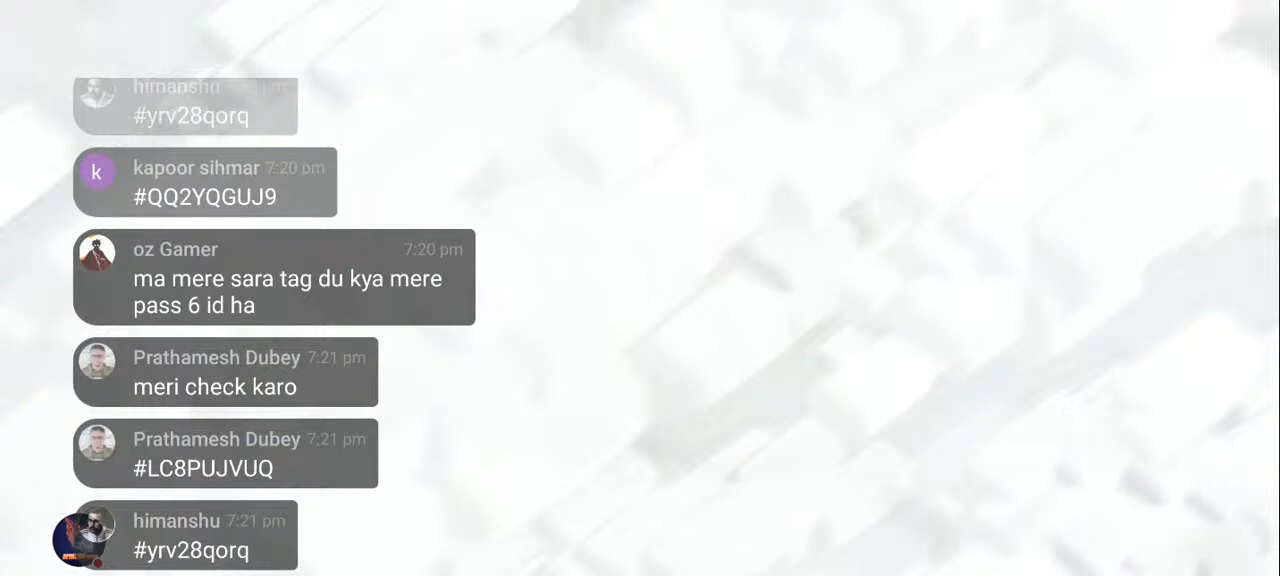 himanshu
#yrv28qorq
kapoor sihmar 7:20 pm
#QQ2YQGUJ9
oz Gamer 7:20 pm
ma mere sara tag du kya mere
pass 6 id ha
Prathamesh Dubey 7:21 pm
meri check karo
Prathamesh Dubey 7:21 pm
#LC8PUJVUQ
himanshu 7:21 pm
#yrv28qorq